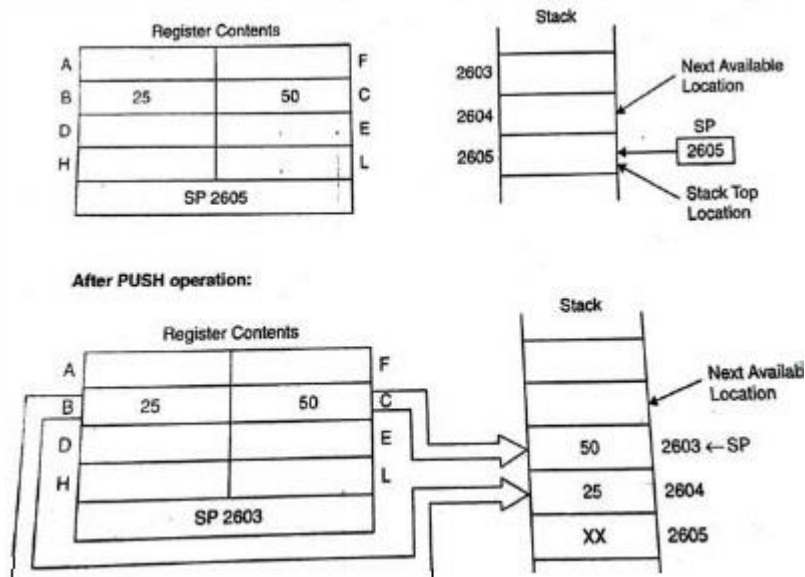 Register Contents
Stack
A F
B 25 50 C
D E
H L
SP 2605
2603
2604
2605
Next Available
Location
SP
2605
Stack Top
Location
After PUSH operation:
Register Contents
Stack
A F
B 25 50 C
D E
H L
SP 2603
Next Availabl
Location
50 2603 ← SP
25 2604
XX 2605